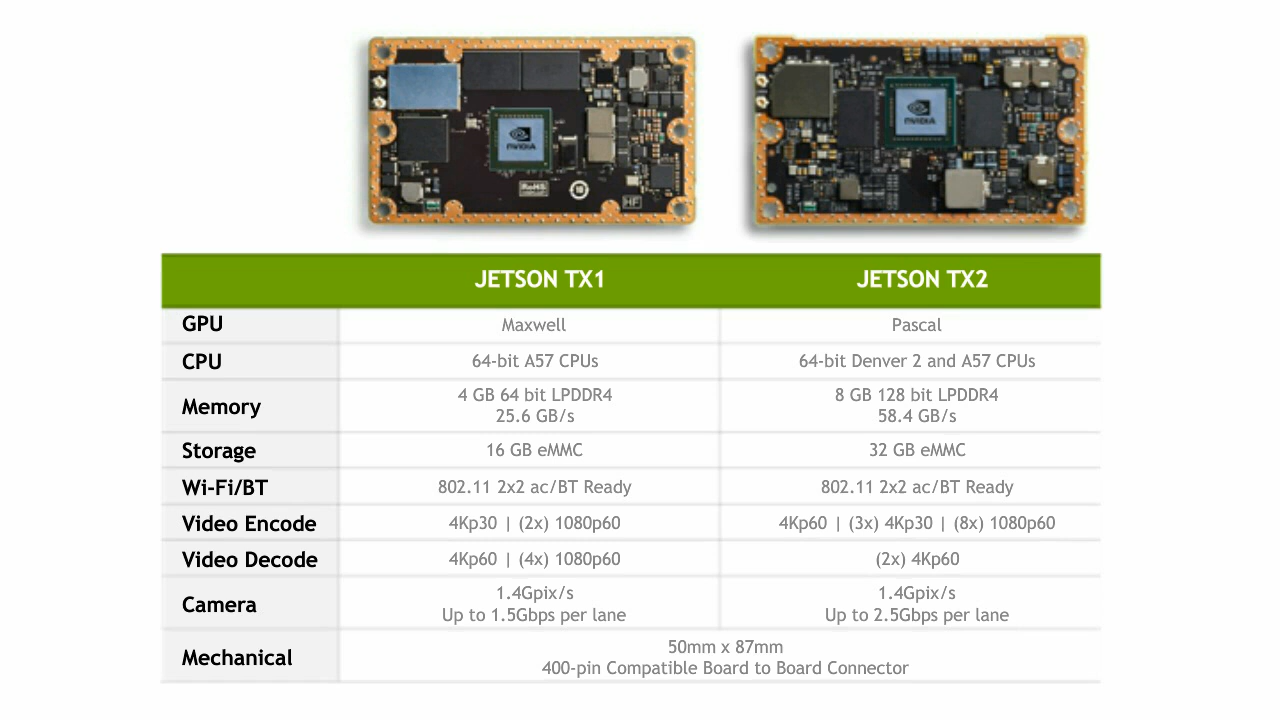 NVIDIA
RoHS
HF
NVIDIA
JETSON TX1
JETSON TX2
GPU
Maxwell
Pascal
CPU
64-bit A57 CPUs
64-bit Denver 2 and A57 CPUs
Memory
4 GB 64 bit LPDDR4
25.6 GB/s
8 GB 128 bit LPDDR4
58.4 GB/s
Storage
16 GB eMMC
32 GB eMMC
Wi-Fi/BT
802.11 2x2 ac/BT Ready
802.11 2x2 ac/BT Ready
Video Encode
4Kp30 | (2x) 1080p60
4Kp60 | (3x) 4Kp30 | (8x) 1080p60
Video Decode
4Kp60 | (4x) 1080p60
(2x) 4Kp60
Camera
1.4Gpix/s
Up to 1.5Gbps per lane
1.4Gpix/s
Up to 2.5Gbps per lane
Mechanical
50mm x 87mm
400-pin Compatible Board to Board Connector